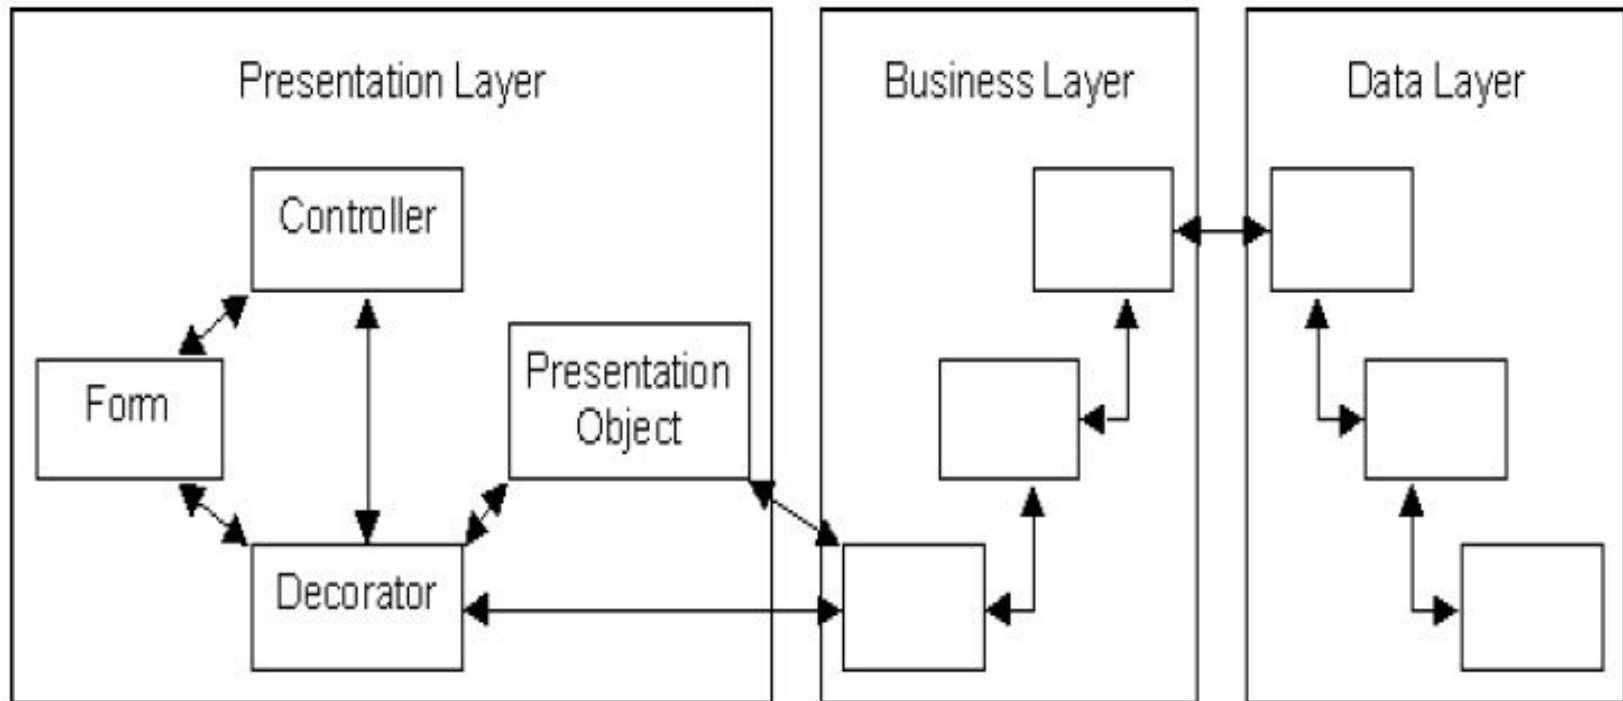 Presentation Layer
Business Layer
Data Layer
Controller
Form
Presentation
Object
Decorator